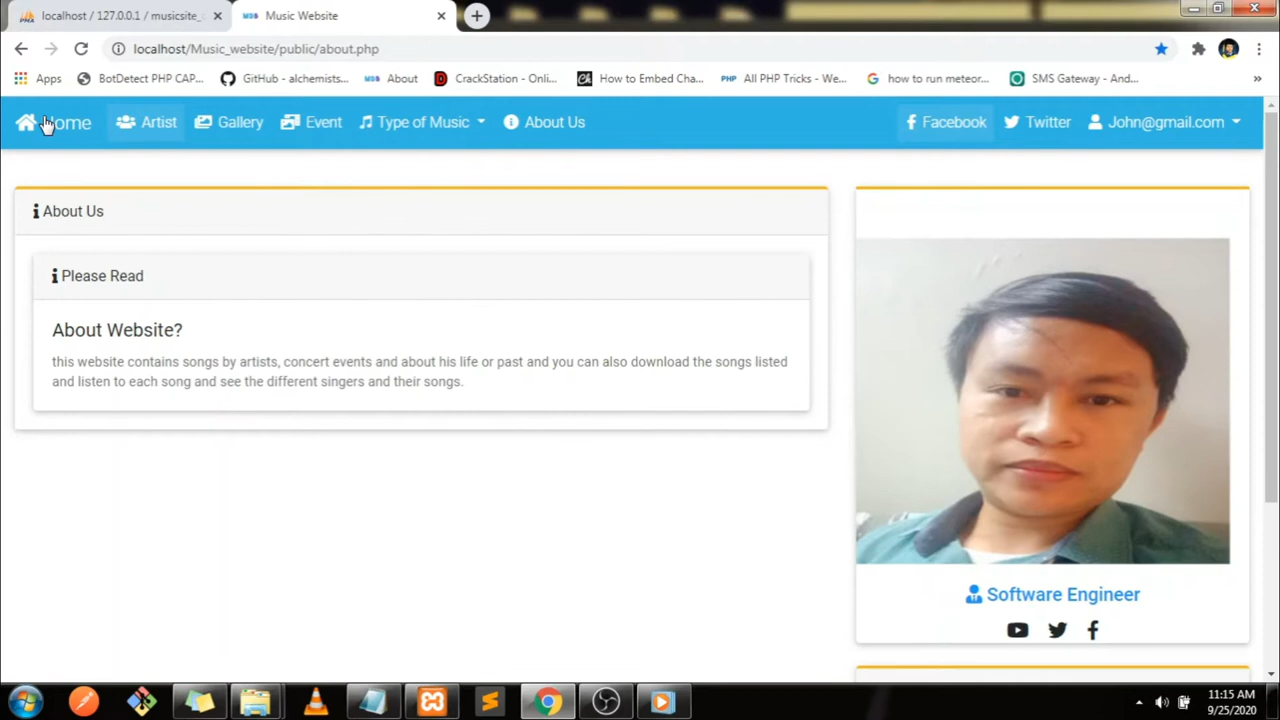 localhost / 127.0.0.1 / musicsite_
Music Website
localhost/Music_website/public/about.php
Apps
BotDetect PHP CAP...
GitHub - alchemists...
MDB
About
CrackStation - Onli...
How to Embed Cha...
PHP
All PHP Tricks - We...
how to run meteor...
SMS Gateway - And...
Home
Artist
Gallery
Event
Type of Music
About Us
Facebook
Twitter
John@gmail.com
About Us
Please Read
About Website?
this website contains songs by artists, concert events and about his life or past and you can also download the songs listed
and listen to each song and see the different singers and their songs.
Software Engineer
11:15 AM
9/25/2020